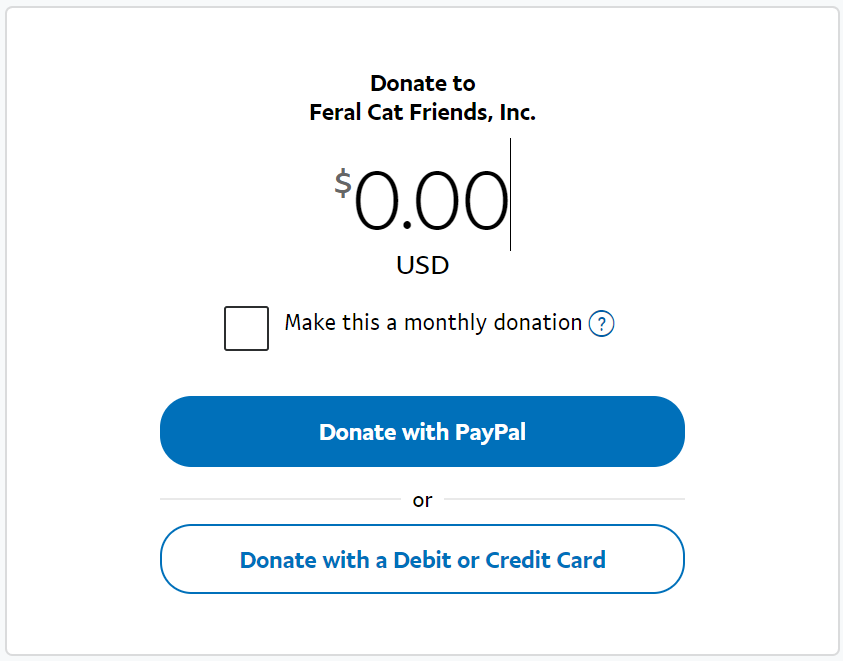 Donate to
Feral Cat Friends, Inc.
$0.00
USD
Make this a monthly donation ?
Donate with PayPal
or
Donate with a Debit or Credit Card